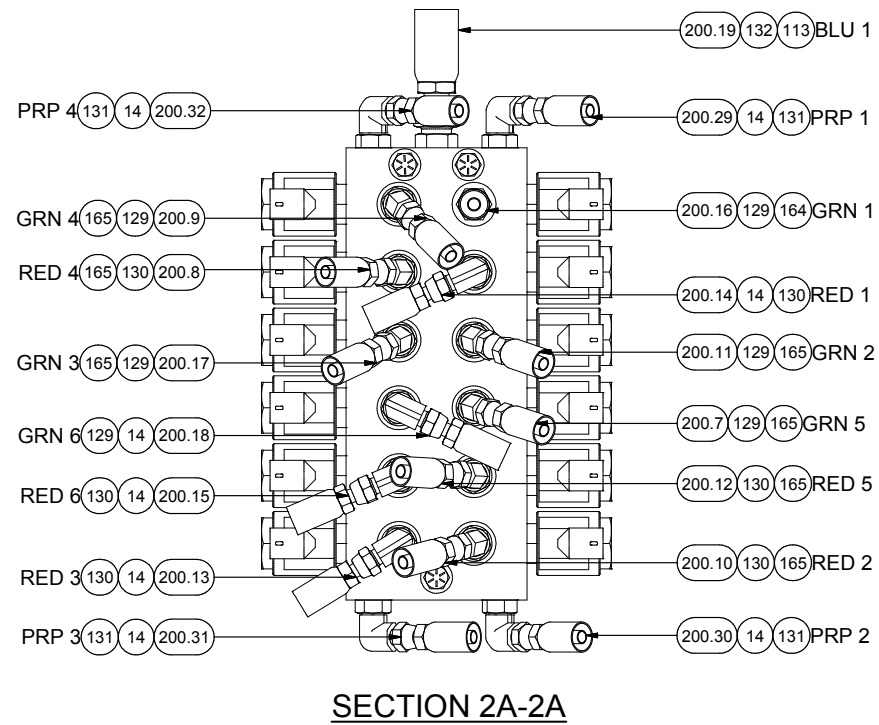 200.19 132 113 BLU 1
PRP 4 131 14 200.32
200.29 14 131 PRP 1
GRN 4 165 129 200.9
200.16 129 164 GRN 1
RED 4 165 130 200.8
200.14 14 130 RED 1
GRN 3 165 129 200.17
200.11 129 165 GRN 2
GRN 6 129 14 200.18
200.7 129 165 GRN 5
RED 6 130 14 200.15
200.12 130 165 RED 5
RED 3 130 14 200.13
200.10 130 165 RED 2
PRP 3 131 14 200.31
200.30 14 131 PRP 2
SECTION 2A-2A